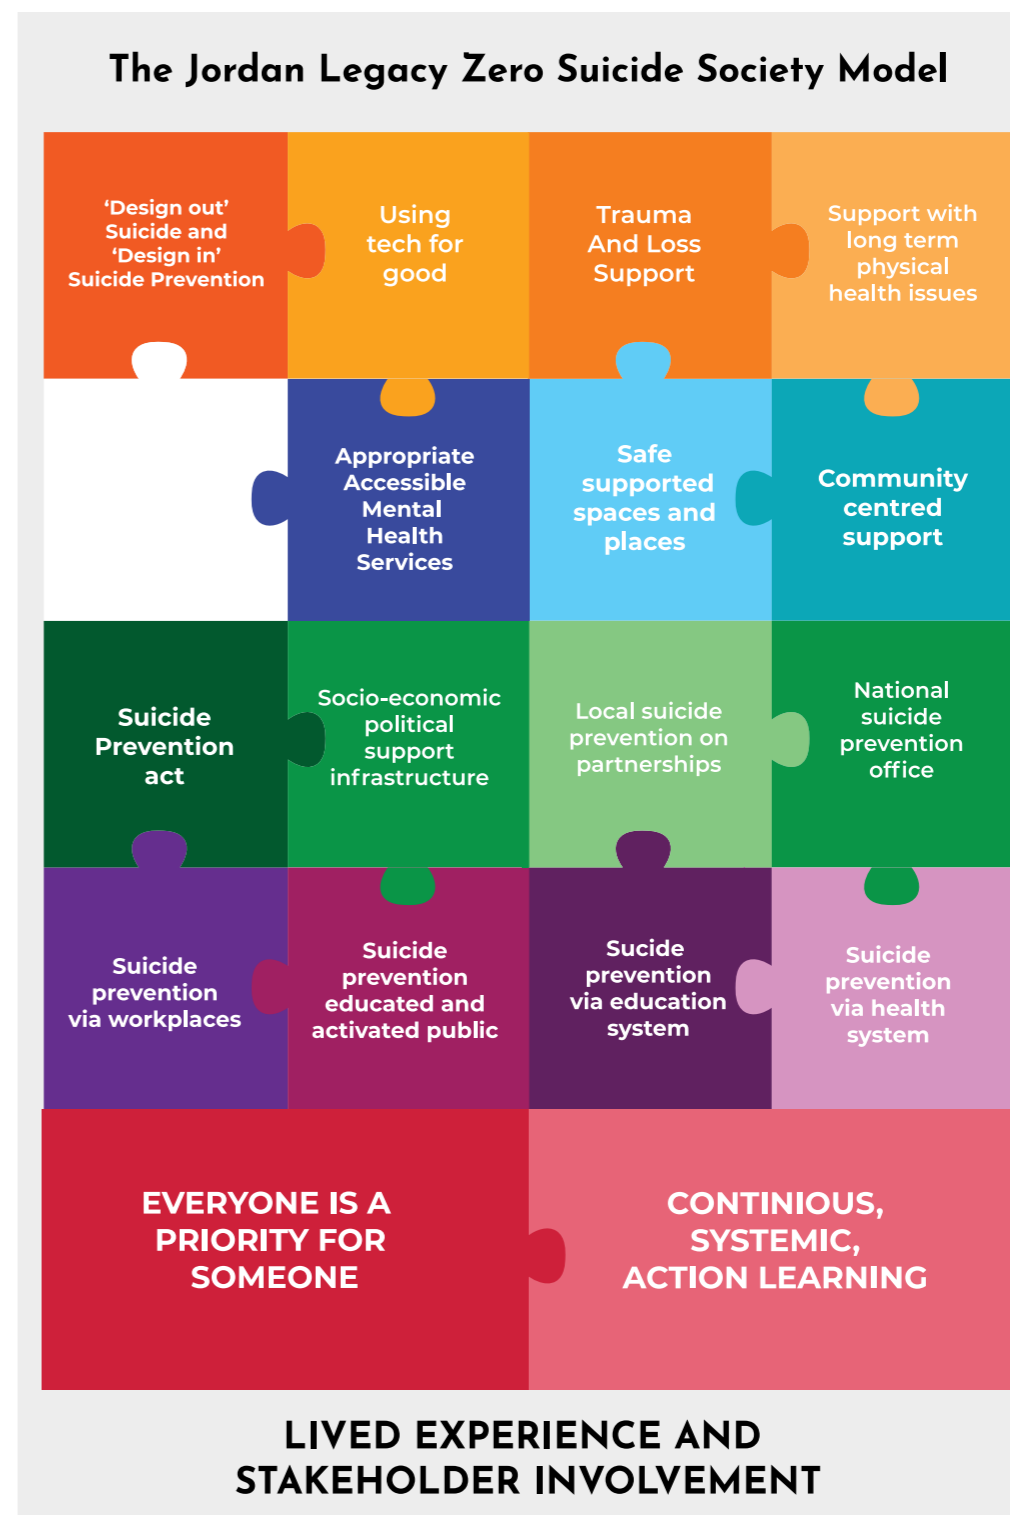 The Jordan Legacy Zero Suicide Society Model
‘Design out’
Suicide and
‘Design in’
Suicide Prevention
Using
tech for
good
Trauma
And Loss
Support
Support with
long term
physical
health issues
Appropriate
Accessible
Mental
Health
Services
Safe
supported
spaces and
places
Community
centred
support
Suicide
Prevention
act
Socio-economic
political
support
infrastructure
Local suicide
prevention on
partnerships
National
suicide
prevention
office
Suicide
prevention
via workplaces
Suicide
prevention
educated and
activated public
Sucide
prevention
via education
system
Suicide
prevention
via health
system
EVERYONE IS A
PRIORITY FOR
SOMEONE
CONTINIOUS,
SYSTEMIC,
ACTION LEARNING
LIVED EXPERIENCE AND
STAKEHOLDER INVOLVEMENT